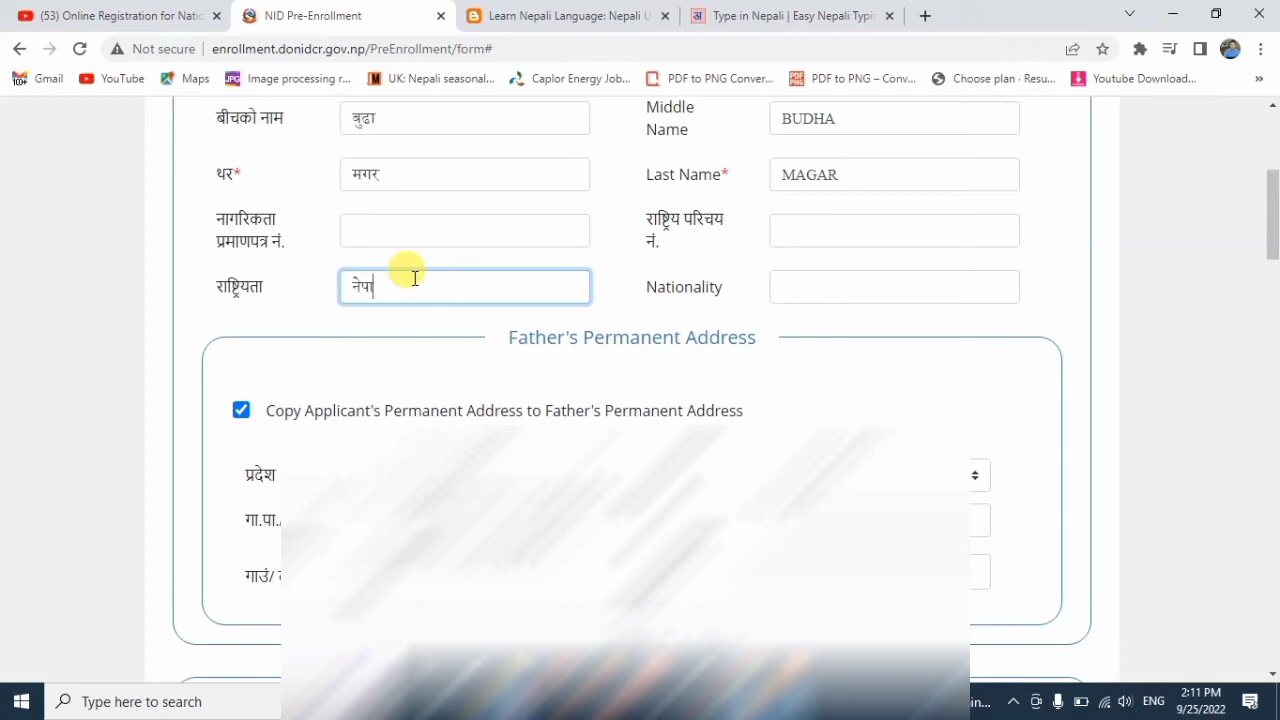 (53) Online Registration for Natic
NID Pre-Enrollment
Learn Nepali Language: Nepali U
Type in Nepali | Easy Nepali Typin
Not secure
enrollment.donidcr.gov.np/PreEnrollment/form#
Gmail
YouTube
Maps
Image processing r...
UK: Nepali seasonal...
Caplor Energy Job...
PDF to PNG Conver...
PDF to PNG – Conv...
Choose plan · Resu...
Youtube Download...
बीचको नाम
बुढा
Middle
Name
BUDHA
थर*
मगर्
Last Name*
MAGAR
नागरिकता
प्रमाणपत्र नं.
राष्ट्रिय परिचय
नं.
राष्ट्रियता
नेपा
Nationality
Father's Permanent Address
Copy Applicant's Permanent Address to Father's Permanent Address
प्रदेश
गा.पा.
गाउं/
Type here to search
in...
ENG
2:11 PM
9/25/2022